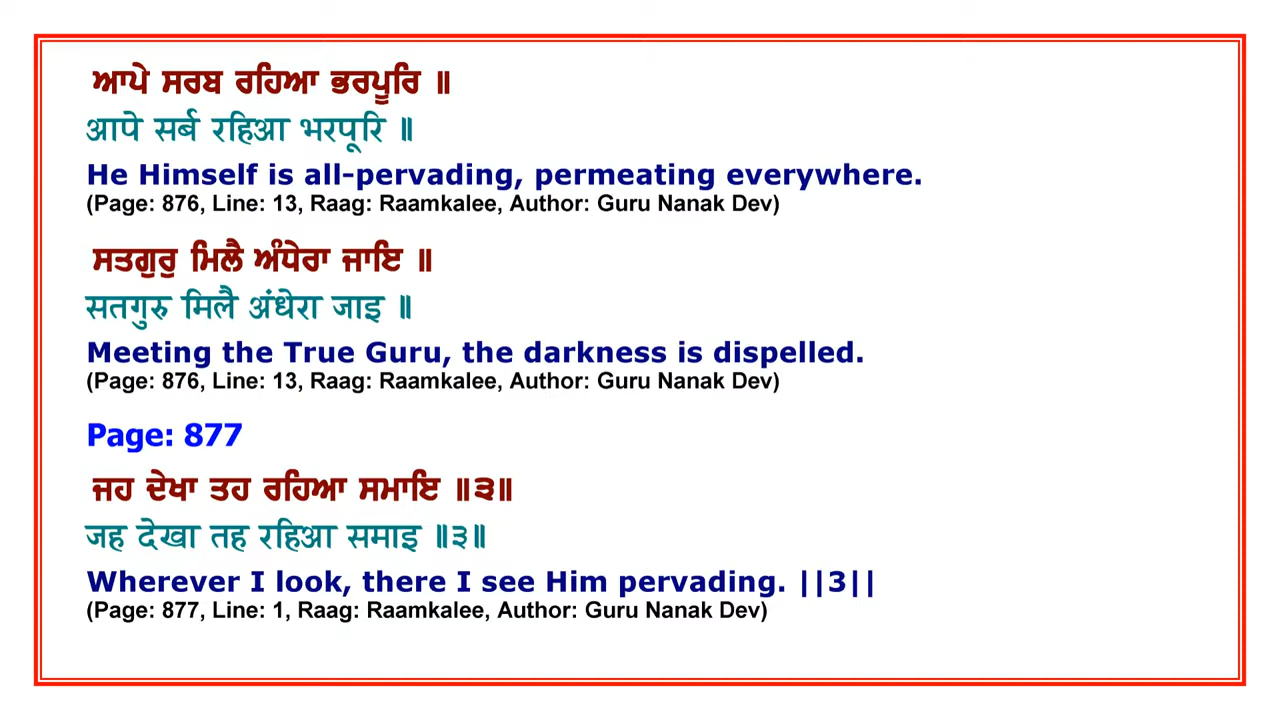 ਆਪੇ ਸਰਬ ਰਹਿਆ ਭਰਪੂਰਿ ॥
आपे सर्ब रहिआ भरपूरि ॥
He Himself is all-pervading, permeating everywhere.
(Page: 876, Line: 13, Raag: Raamkalee, Author: Guru Nanak Dev)
ਸਤਗੁਰੁ ਮਿਲੈ ਅੰਧੇਰਾ ਜਾਇ ॥
सतगुरु मिलै अंधेरा जाइ ॥
Meeting the True Guru, the darkness is dispelled.
(Page: 876, Line: 13, Raag: Raamkalee, Author: Guru Nanak Dev)
Page: 877
ਜਹ ਦੇਖਾ ਤਹ ਰਹਿਆ ਸਮਾਇ ॥੩॥
जह देखा तह रहिआ समाइ ॥३॥
Wherever I look, there I see Him pervading. ||3||
(Page: 877, Line: 1, Raag: Raamkalee, Author: Guru Nanak Dev)